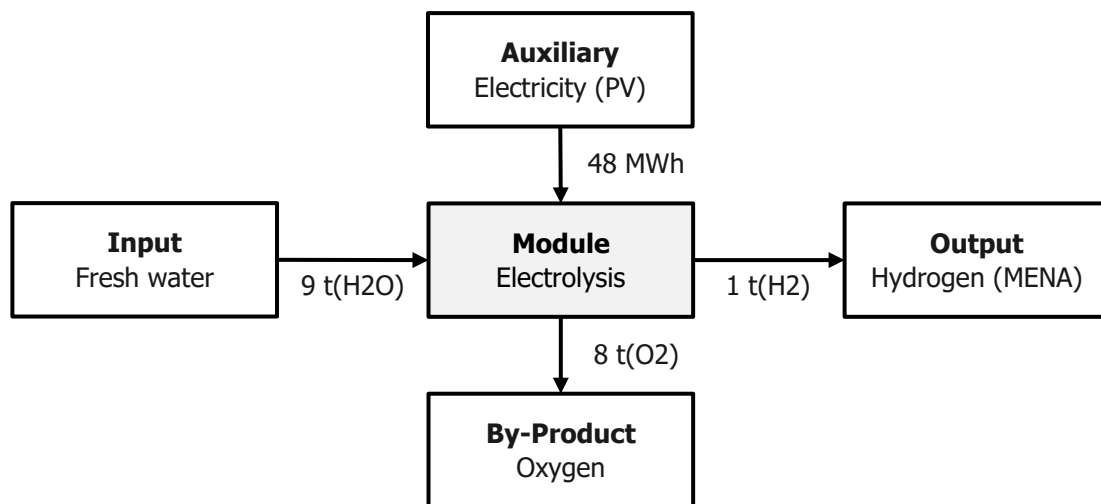 Auxiliary
Electricity (PV)
48 MWh
Input
Fresh water
9 t(H2O)
Module
Electrolysis
1 t(H2)
Output
Hydrogen (MENA)
8 t(O2)
By-Product
Oxygen